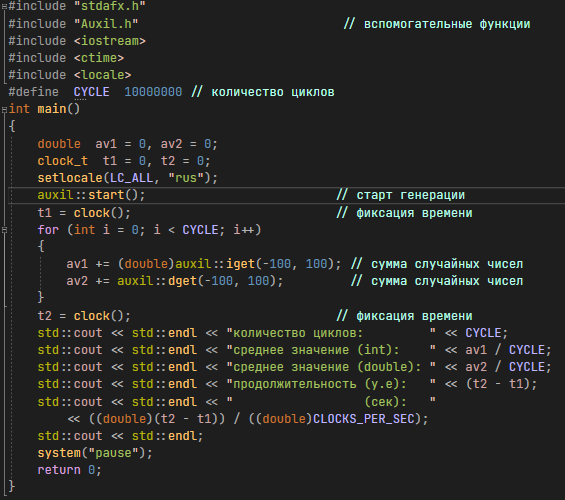 #include "stdafx.h"
#include "Auxil.h" // вспомогательные функции
#include <iostream>
#include <ctime>
#include <locale>
#define CYCLE 10000000 // количество циклов
int main()
{
double av1 = 0, av2 = 0;
clock_t t1 = 0, t2 = 0;
setlocale(LC_ALL, "rus");
auxil::start(); // старт генерации
t1 = clock(); // фиксация времени
for (int i = 0; i < CYCLE; i++)
{
av1 += (double)auxil::iget(-100, 100); // сумма случайных чисел
av2 += auxil::dget(-100, 100); // сумма случайных чисел
}
t2 = clock(); // фиксация времени
std::cout << std::endl << "количество циклов: " << CYCLE;
std::cout << std::endl << "среднее значение (int): " << av1 / CYCLE;
std::cout << std::endl << "среднее значение (double): " << av2 / CYCLE;
std::cout << std::endl << "продолжительность (у.е): " << (t2 - t1);
std::cout << std::endl << " (сек): "
<< ((double)(t2 - t1)) / ((double)CLOCKS_PER_SEC);
std::cout << std::endl;
system("pause");
return 0;
}